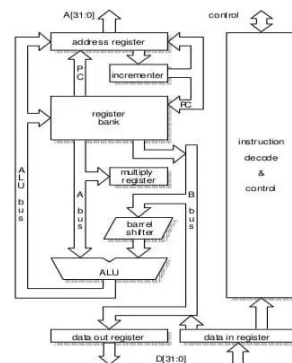 A[31:0]
control
address register
P
C
incrementer
PC
register
bank
instruction
decode
&
control
multiply
register
A
L
U
b
u
s
A
b
u
s
B
b
u
s
barrel
shifter
ALU
data out register
data in register
D[31:0]